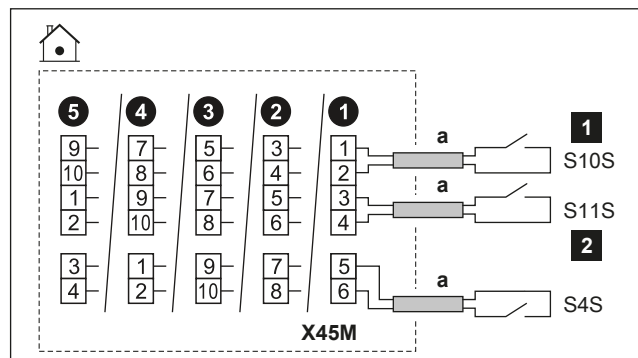 5 4 3 2 1
9 7 5 3 1 a 1
10 8 6 4 2 S10S
1 9 7 5 3 a S11S
2 10 8 6 4
2
3 1 9 7 5 a
4 2 10 8 6 S4S
X45M